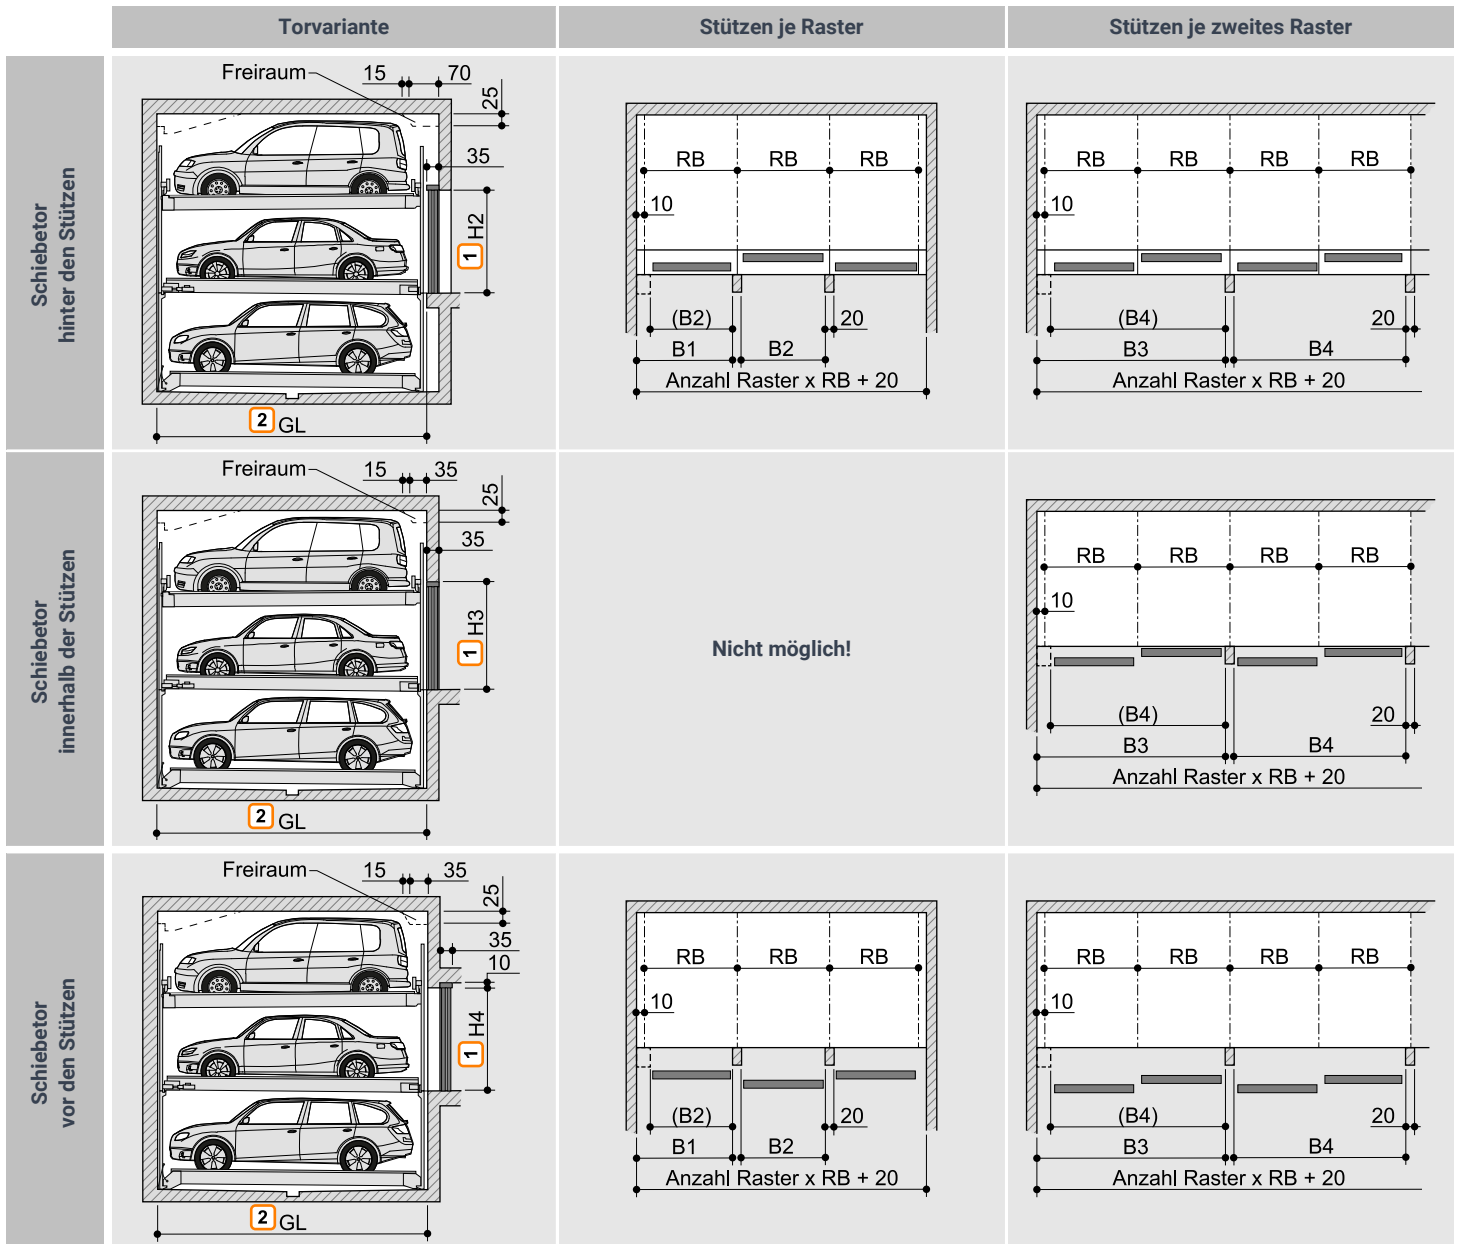 Torvariante
Stützen je Raster
Stützen je zweites Raster
Schiebetor
hinter den Stützen
Freiraum
15
70
25
35
1 H2
2 GL
RB RB RB
10
(B2)
20
B1 B2
Anzahl Raster x RB + 20
RB RB RB RB
10
(B4)
20
B3 B4
Anzahl Raster x RB + 20
Schiebetor
innerhalb der Stützen
Freiraum
15
35
25
35
1 H3
2 GL
Nicht möglich!
RB RB RB RB
10
(B4)
20
B3 B4
Anzahl Raster x RB + 20
Schiebetor
vor den Stützen
Freiraum
15
35
25
35
10
1 H4
2 GL
RB RB RB
10
(B2)
20
B1 B2
Anzahl Raster x RB + 20
RB RB RB RB
10
(B4)
20
B3 B4
Anzahl Raster x RB + 20